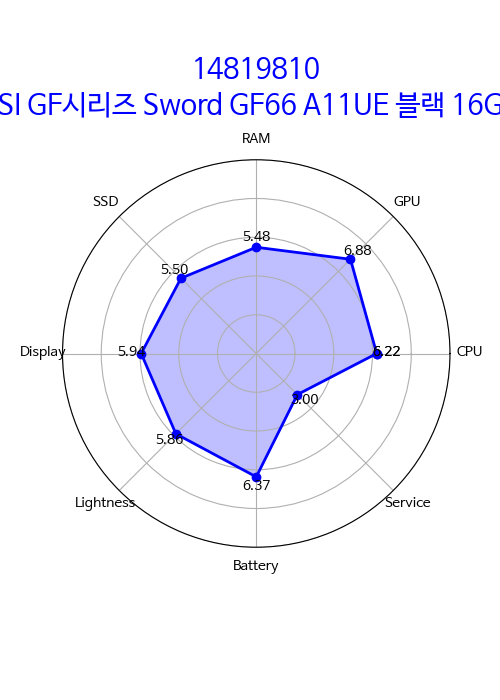 14819810
SI GF시리즈 Sword GF66 A11UE 블랙 16G
RAM
SSD
GPU
5.48
6.88
5.50
Display
5.94
6.22
CPU
3.00
5.86
6.37
Lightness
Service
Battery